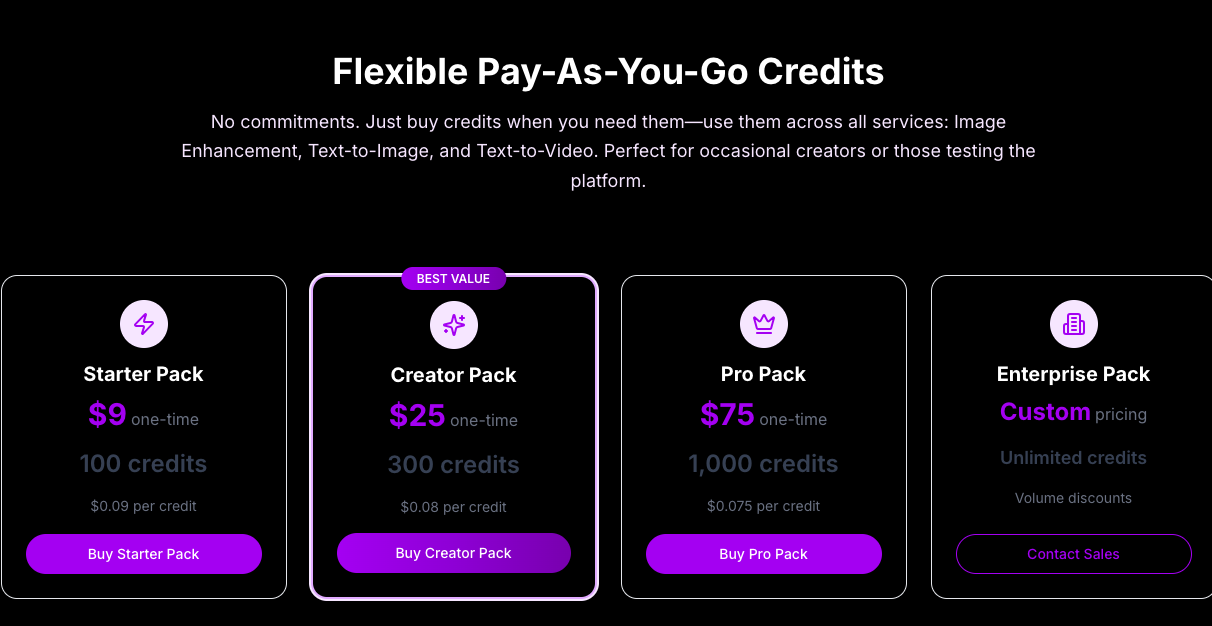 Flexible Pay-As-You-Go Credits
No commitments. Just buy credits when you need them—use them across all services: Image
Enhancement, Text-to-Image, and Text-to-Video. Perfect for occasional creators or those testing the
platform.
Starter Pack
$9 one-time
100 credits
$0.09 per credit
Buy Starter Pack
BEST VALUE
Creator Pack
$25 one-time
300 credits
$0.08 per credit
Buy Creator Pack
Pro Pack
$75 one-time
1,000 credits
$0.075 per credit
Buy Pro Pack
Enterprise Pack
Custom pricing
Unlimited credits
Volume discounts
Contact Sales